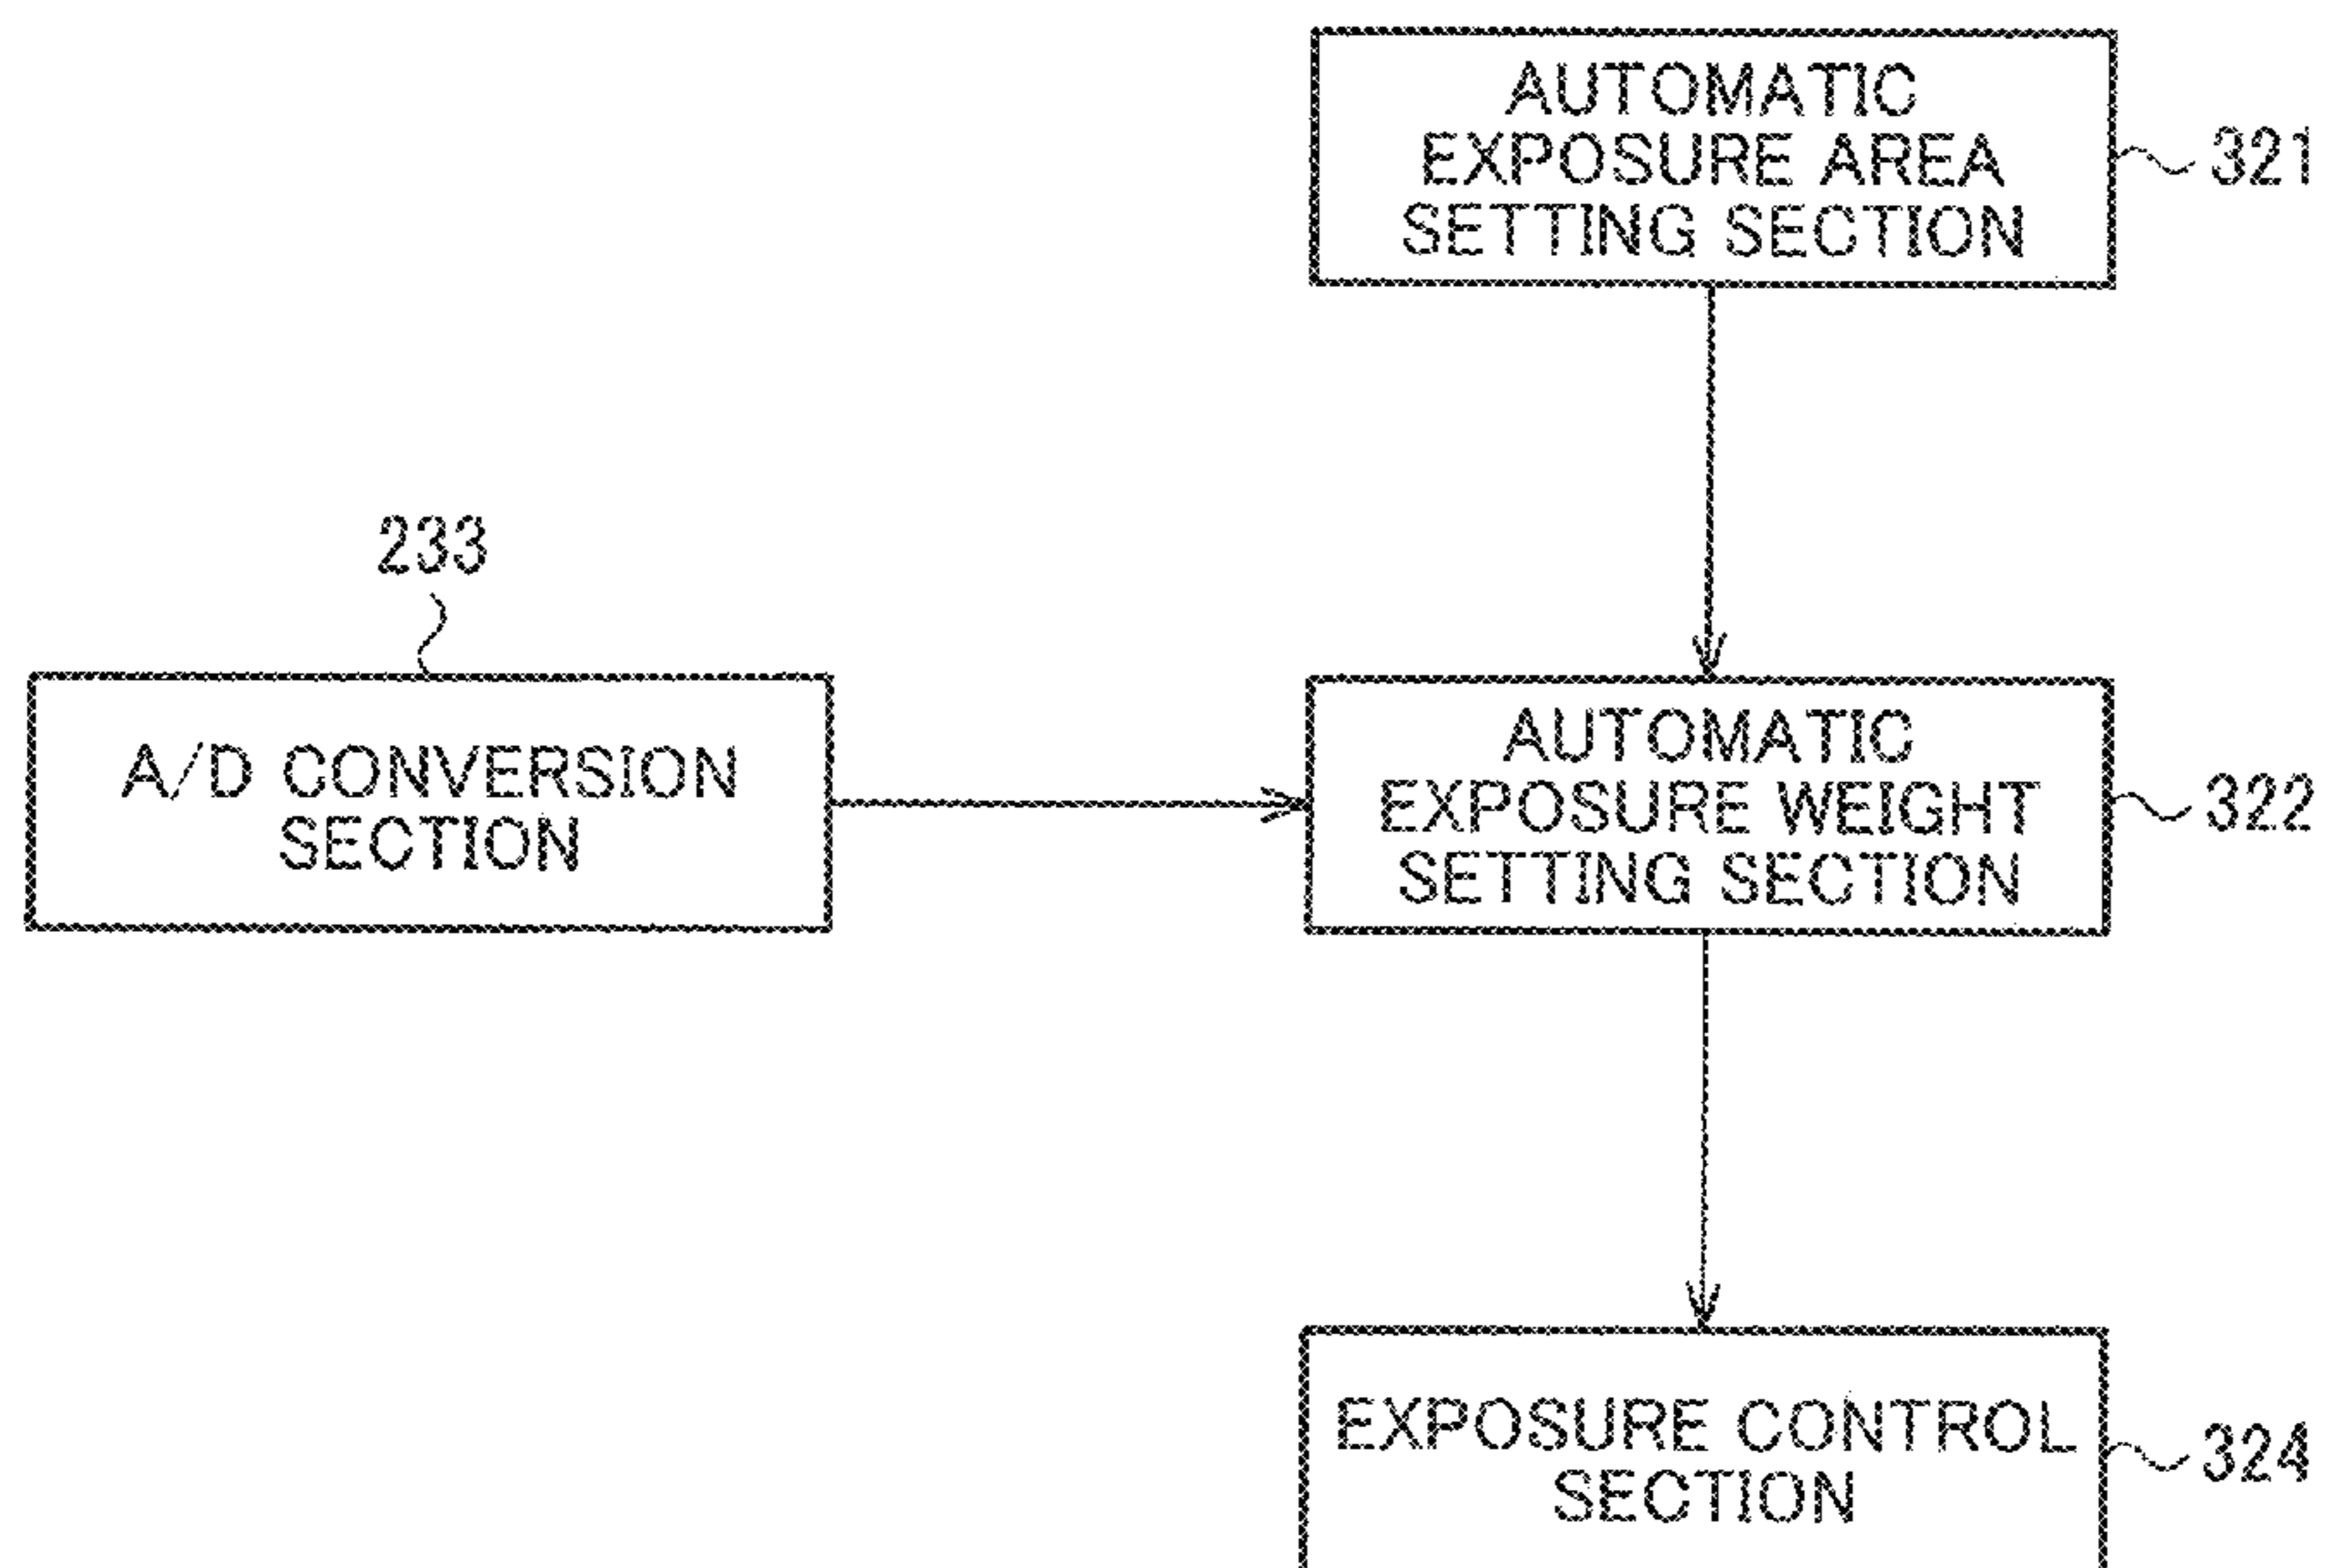 AUTOMATIC
EXPOSURE AREA
SETTING SECTION
321
233
A/D CONVERSION
SECTION
AUTOMATIC
EXPOSURE WEIGHT
SETTING SECTION
322
EXPOSURE CONTROL
SECTION
324